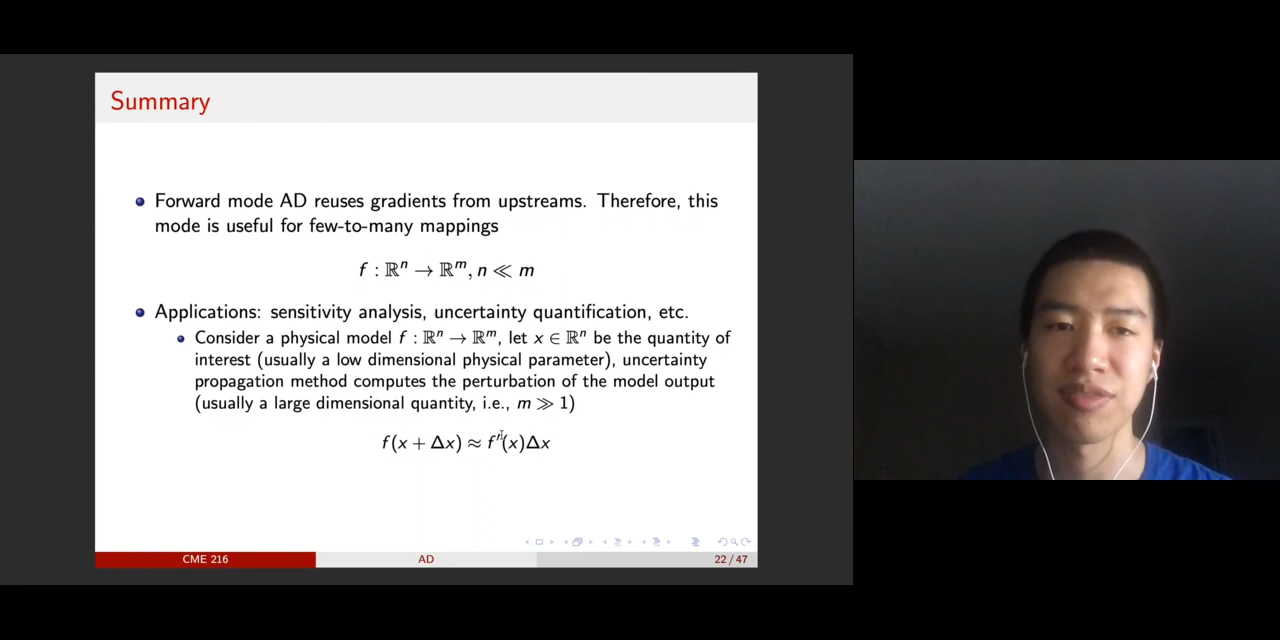 Summary
Forward mode AD reuses gradients from upstreams. Therefore, this
mode is useful for few-to-many mappings
f : ℝⁿ → ℝᵐ, n ≪ m
Applications: sensitivity analysis, uncertainty quantification, etc.
Consider a physical model f : ℝⁿ → ℝᵐ, let x ∈ ℝⁿ be the quantity of
interest (usually a low dimensional physical parameter), uncertainty
propagation method computes the perturbation of the model output
(usually a large dimensional quantity, i.e., m ≫ 1)
f(x + Δx) ≈ f′(x)Δx
CME 216 AD 22 / 47